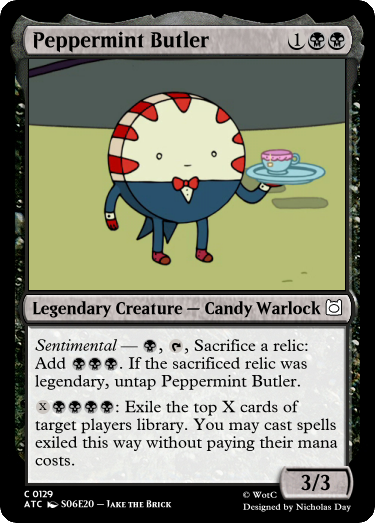 Peppermint Butler 1
Legendary Creature — Candy Warlock
Sentimental — , , Sacrifice a relic:
Add . If the sacrificed relic was
legendary, untap Peppermint Butler.
X: Exile the top X cards of
target players library. You may cast spells
exiled this way without paying their mana
costs.
3/3
C 0129
ATC S06E20 — Jake the Brick
© WotC
Designed by Nicholas Day